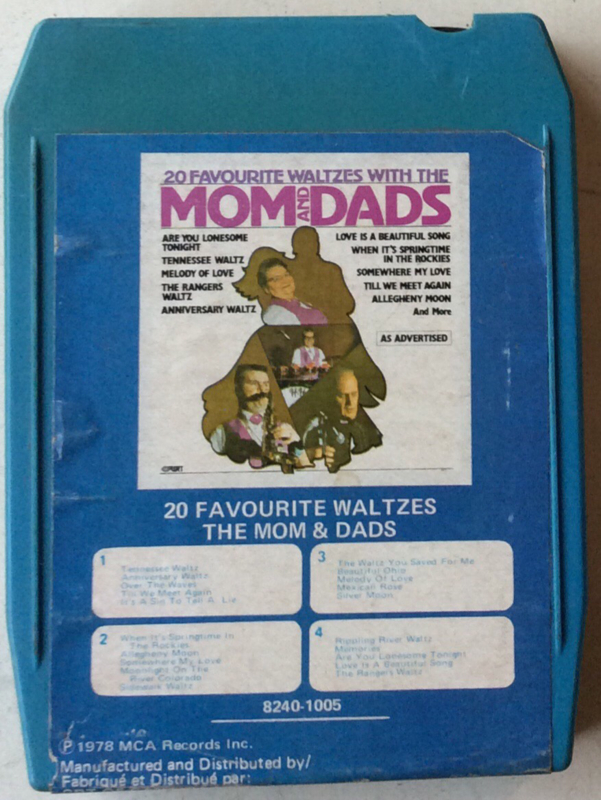 20 FAVOURITE WALTZES WITH THE
MOM AND DADS
ARE YOU LONESOME
TONIGHT
TENNESSEE WALTZ
MELODY OF LOVE
THE RANGERS
WALTZ
ANNIVERSARY WALTZ
LOVE IS A BEAUTIFUL SONG
WHEN IT'S SPRINGTIME
IN THE ROCKIES
SOMEWHERE MY LOVE
TILL WE MEET AGAIN
ALLEGHENY MOON
And More
AS ADVERTISED
20 FAVOURITE WALTZES
THE MOM & DADS
1
Tennessee Waltz
Anniversary Waltz
Over The Waves
Till We Meet Again
It's A Sin To Tell A Lie
2
When It's Springtime In
The Rockies
Allegheny Moon
Somewhere My Love
Moonlight On The
River Colorado
Sidewalk Waltz
3
The Waltz You Saved For Me
Beautiful Ohio
Melody Of Love
Mexicali Rose
Silver Moon
4
Rippling River Waltz
Memories
Are You Lonesome Tonight
Love Is A Beautiful Song
The Rangers Waltz
8240-1005
℗ 1978 MCA Records Inc.
Manufactured and Distributed by/
Fabriqué et Distribué par: